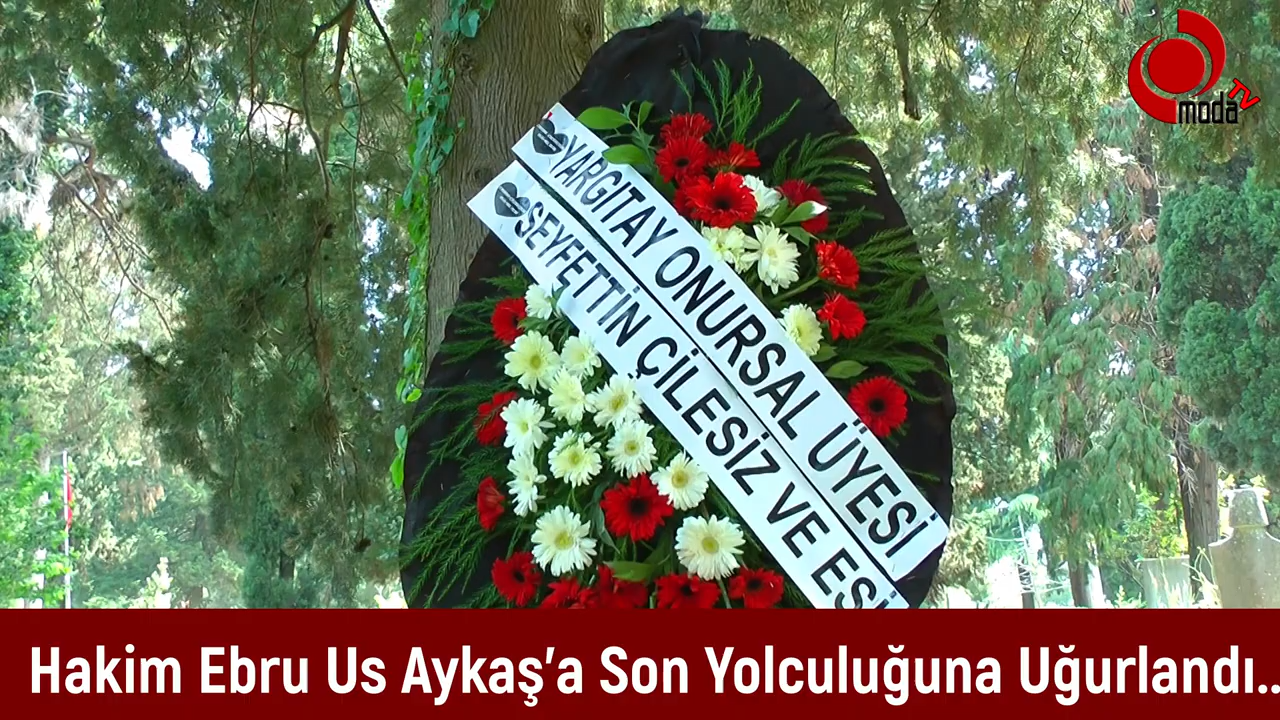 moda TV
YARGITAY ONURSAL ÜYESİ
SEYFETTİN ÇİLESİZ VE EŞİ
Hakim Ebru Us Aykaş'a Son Yolculuğuna Uğurlandı..